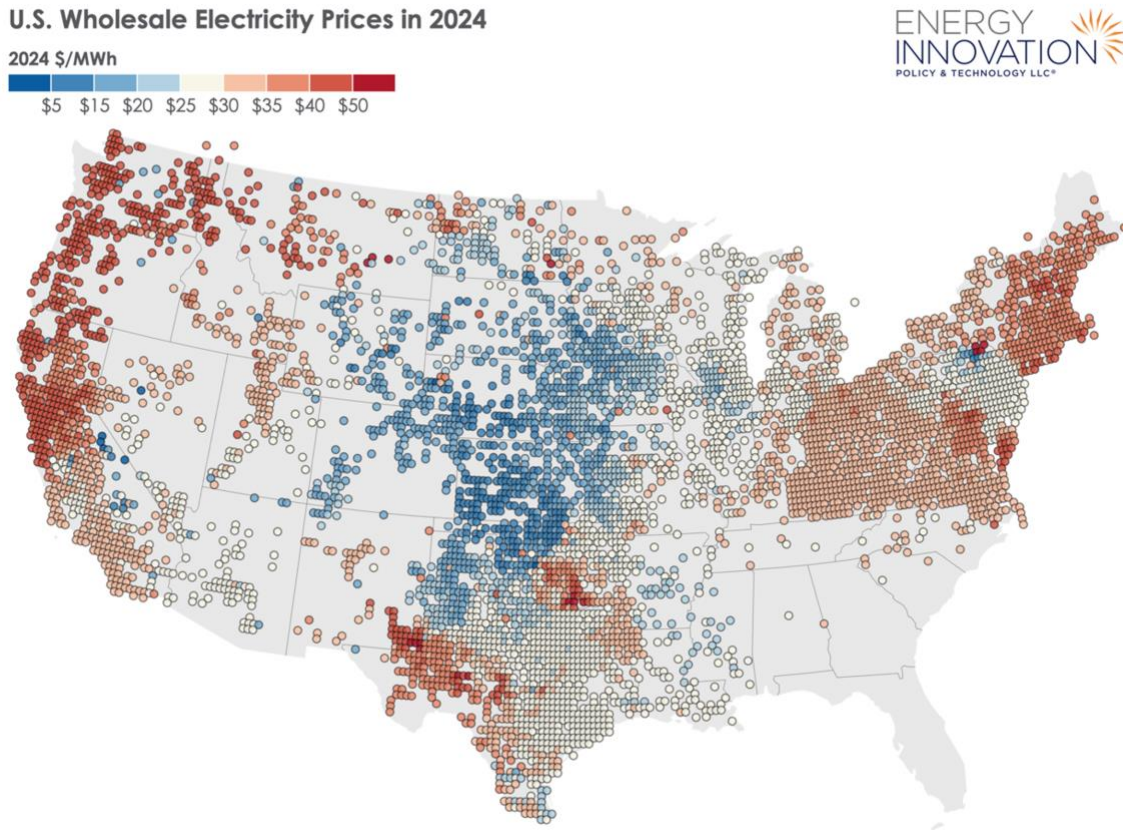 U.S. Wholesale Electricity Prices in 2024
ENERGY
INNOVATION
POLICY & TECHNOLOGY LLC®
2024 $/MWh
$5 $15 $20 $25 $30 $35 $40 $50